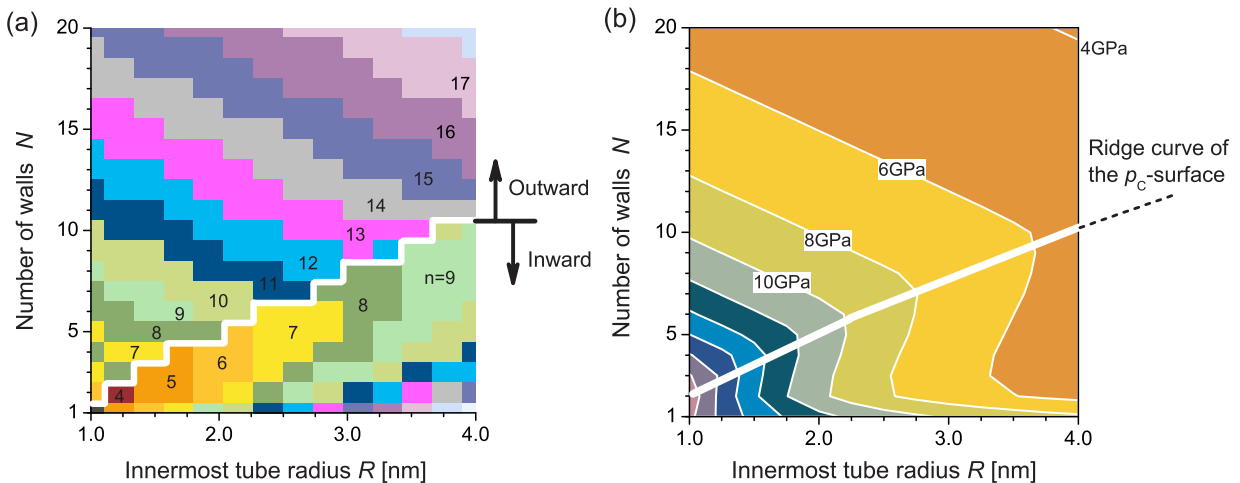 (a)
20
15
10
5
1
Number of walls N
17
16
15
14
13
12
11
10
9
8
7
6
5
4
7
8
n=9
Outward
Inward
1.0 2.0 3.0 4.0
Innermost tube radius R [nm]
(b)
20
15
10
5
1
Number of walls N
4GPa
6GPa
8GPa
10GPa
Ridge curve of
the pC-surface
1.0 2.0 3.0 4.0
Innermost tube radius R [nm]